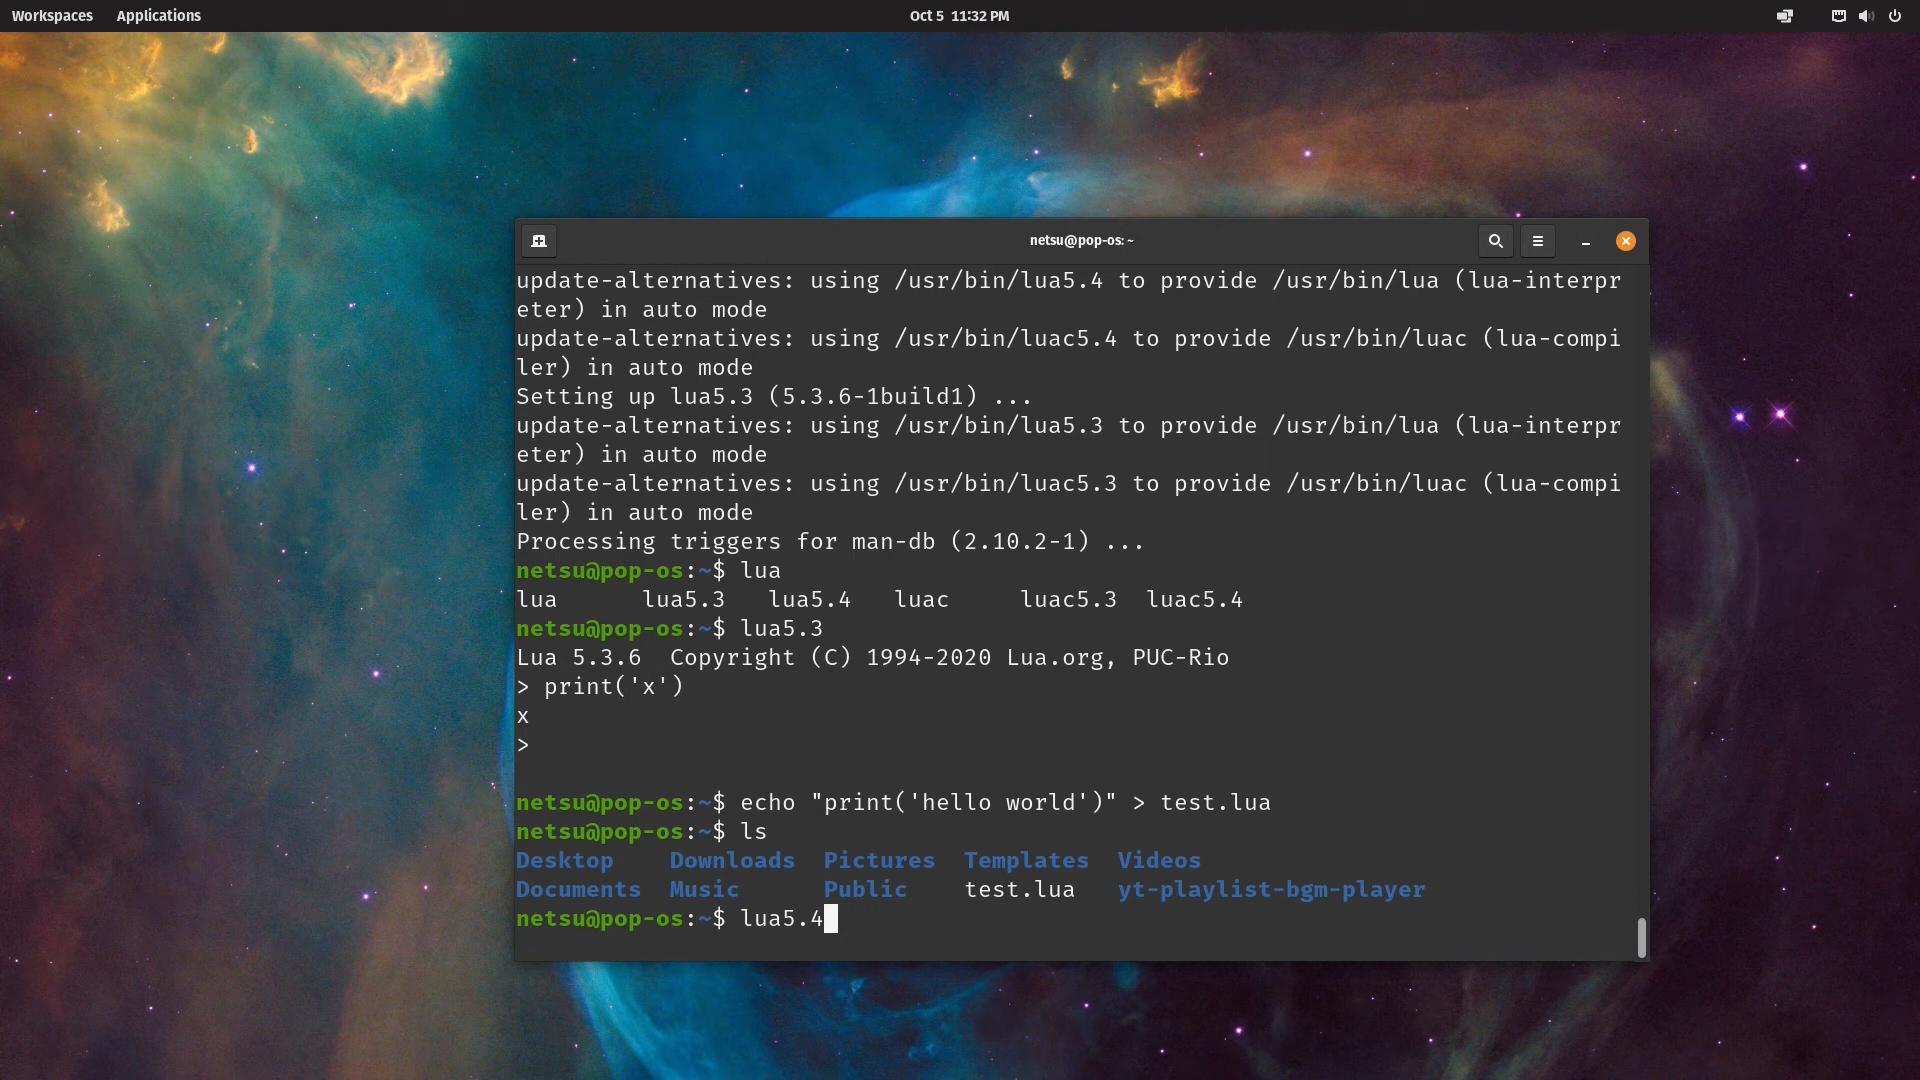 Workspaces Applications Oct 5 11:32 PM
netsu@pop-os: ~
update-alternatives: using /usr/bin/lua5.4 to provide /usr/bin/lua (lua-interpr
eter) in auto mode
update-alternatives: using /usr/bin/luac5.4 to provide /usr/bin/luac (lua-compi
ler) in auto mode
Setting up lua5.3 (5.3.6-1build1) ...
update-alternatives: using /usr/bin/lua5.3 to provide /usr/bin/lua (lua-interpr
eter) in auto mode
update-alternatives: using /usr/bin/luac5.3 to provide /usr/bin/luac (lua-compi
ler) in auto mode
Processing triggers for man-db (2.10.2-1) ...
netsu@pop-os:~$ lua
lua      lua5.3   lua5.4   luac     luac5.3  luac5.4
netsu@pop-os:~$ lua5.3
Lua 5.3.6  Copyright (C) 1994-2020 Lua.org, PUC-Rio
> print('x')
x
>
netsu@pop-os:~$ echo "print('hello world')" > test.lua
netsu@pop-os:~$ ls
Desktop    Downloads  Pictures  Templates  Videos
Documents  Music      Public    test.lua   yt-playlist-bgm-player
netsu@pop-os:~$ lua5.4